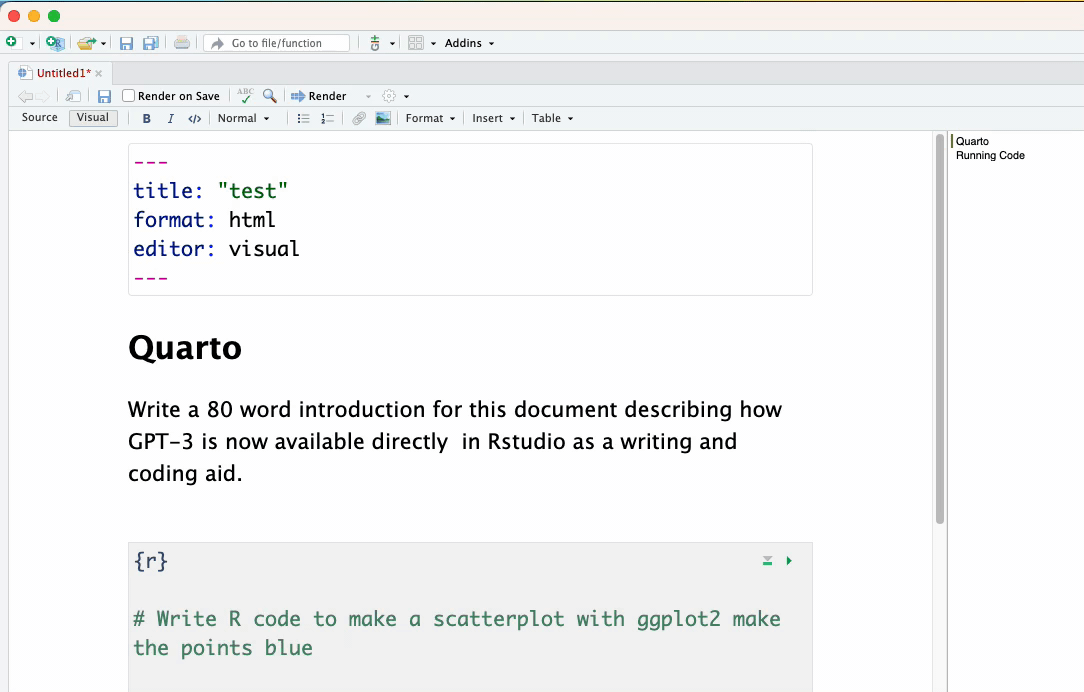 Go to file/function
Addins
Untitled1*
Render on Save
ABC
Render
Source Visual B I </> Normal Format Insert Table
---
title: "test"
format: html
editor: visual
---
Quarto
Write a 80 word introduction for this document describing how
GPT-3 is now available directly  in Rstudio as a writing and
coding aid.
{r}
# Write R code to make a scatterplot with ggplot2 make
the points blue
Quarto
Running Code